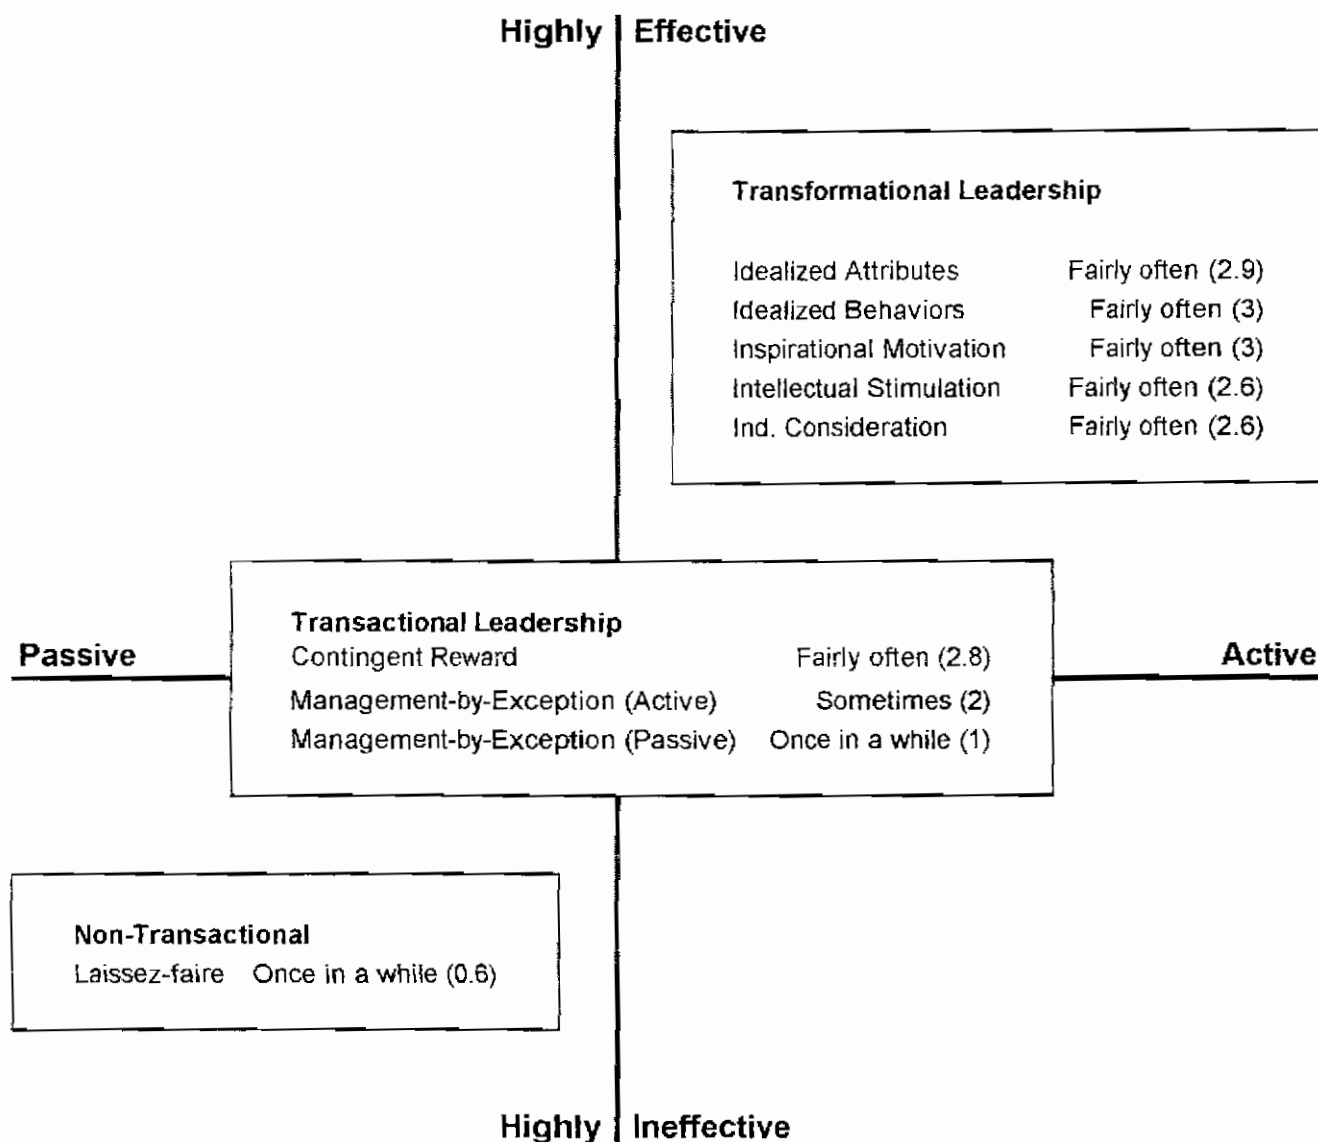 Highly Effective
Transformational Leadership
Idealized Attributes Fairly often (2.9)
Idealized Behaviors Fairly often (3)
Inspirational Motivation Fairly often (3)
Intellectual Stimulation Fairly often (2.6)
Ind. Consideration Fairly often (2.6)
Transactional Leadership
Passive
Contingent Reward Fairly often (2.8)
Active
Management-by-Exception (Active) Sometimes (2)
Management-by-Exception (Passive) Once in a while (1)
Non-Transactional
Laissez-faire Once in a while (0.6)
Highly Ineffective